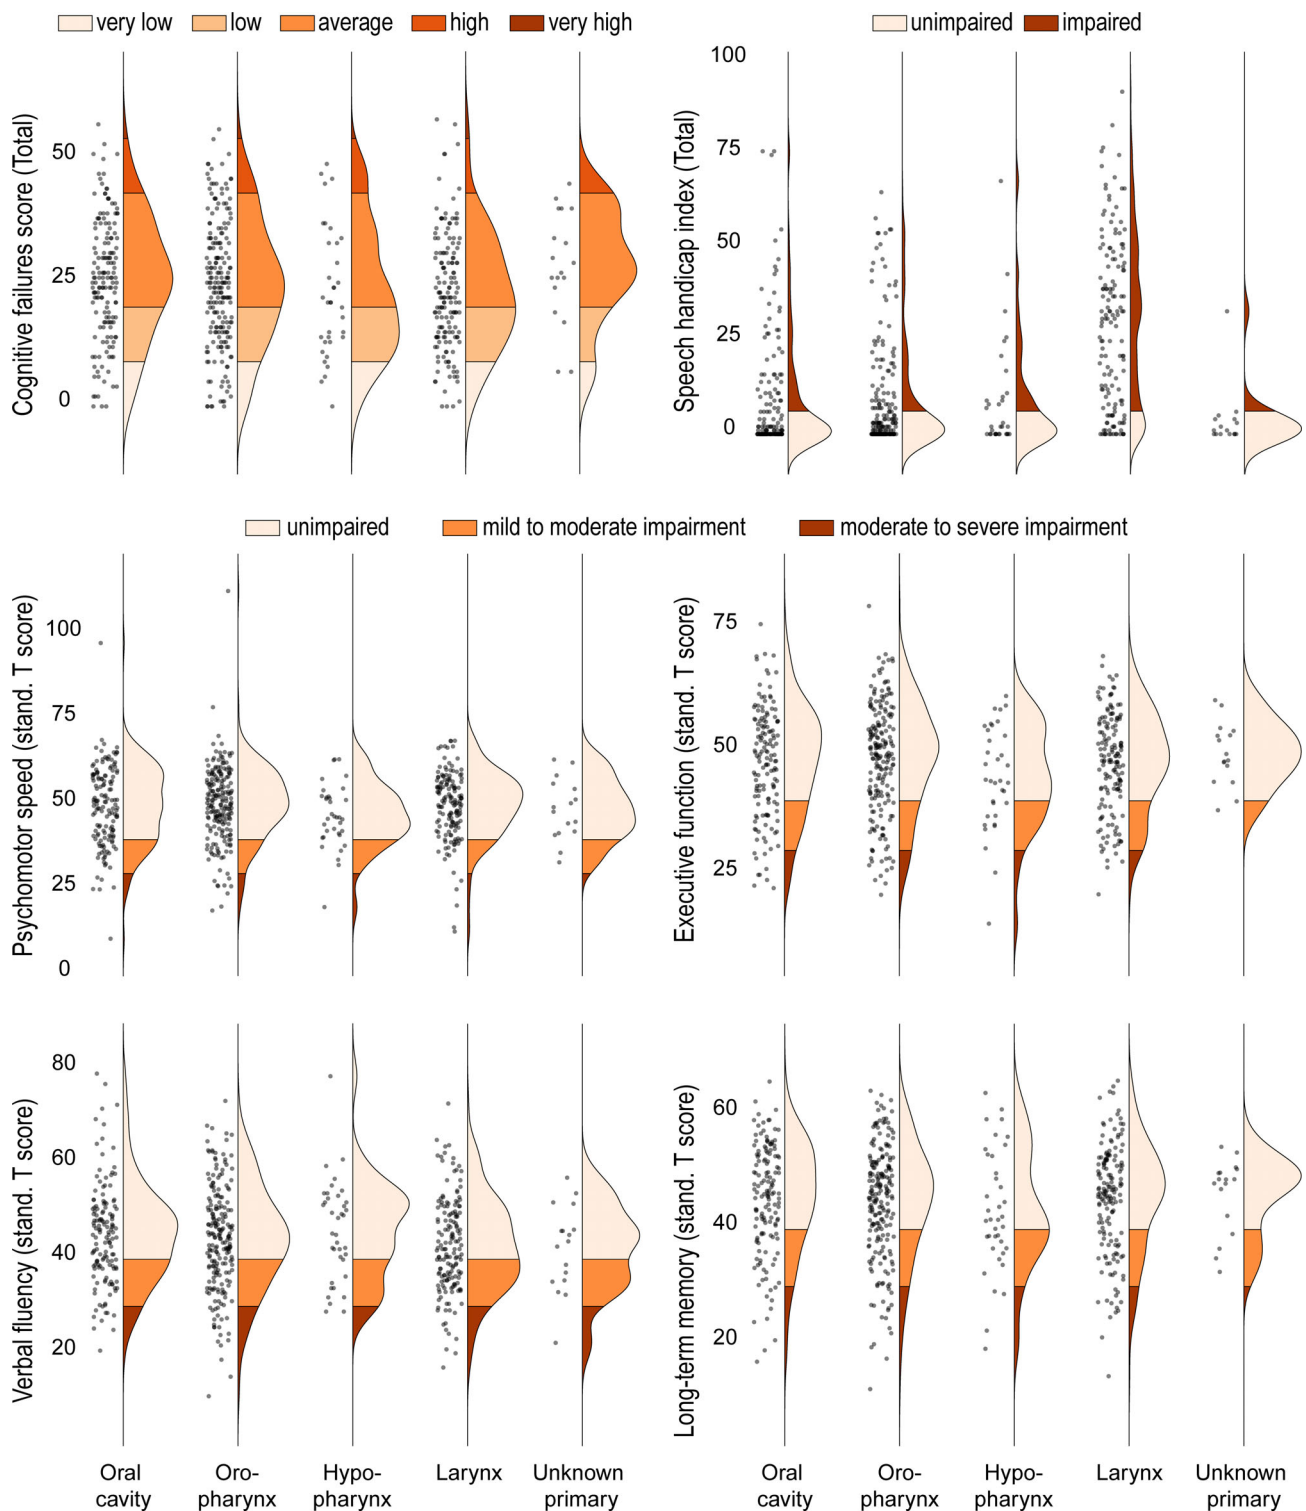 very low low average high very high
unimpaired impaired
Cognitive failures score (Total)
50
25
0
Speech handicap index (Total)
100
75
50
25
0
unimpaired mild to moderate impairment moderate to severe impairment
Psychomotor speed (stand. T score)
100
75
50
25
0
Executive function (stand. T score)
75
50
25
Verbal fluency (stand. T score)
80
60
40
20
Long-term memory (stand. T score)
60
40
20
Oral
cavity
Oro-
pharynx
Hypo-
pharynx
Larynx
Unknown
primary
Oral
cavity
Oro-
pharynx
Hypo-
pharynx
Larynx
Unknown
primary